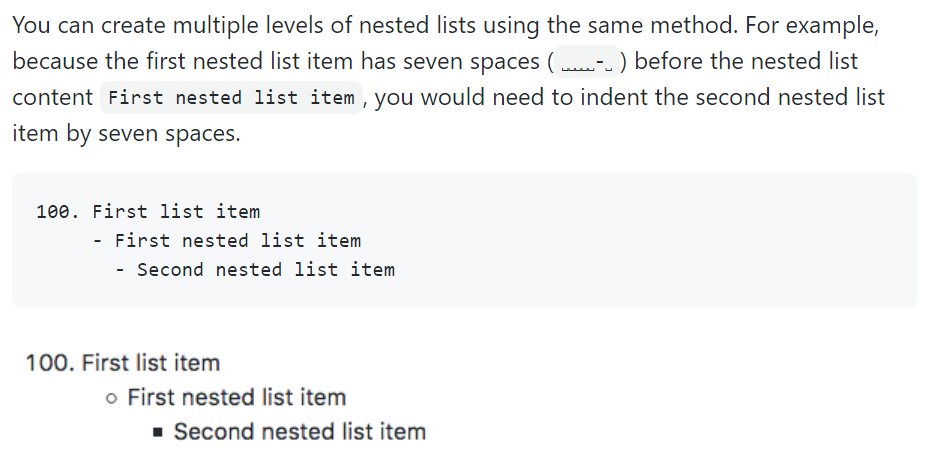 You can create multiple levels of nested lists using the same method. For example,
because the first nested list item has seven spaces ( ␣␣␣␣␣-␣ ) before the nested list
content First nested list item , you would need to indent the second nested list
item by seven spaces.
100. First list item
     - First nested list item
       - Second nested list item
100. First list item
○ First nested list item
▪ Second nested list item